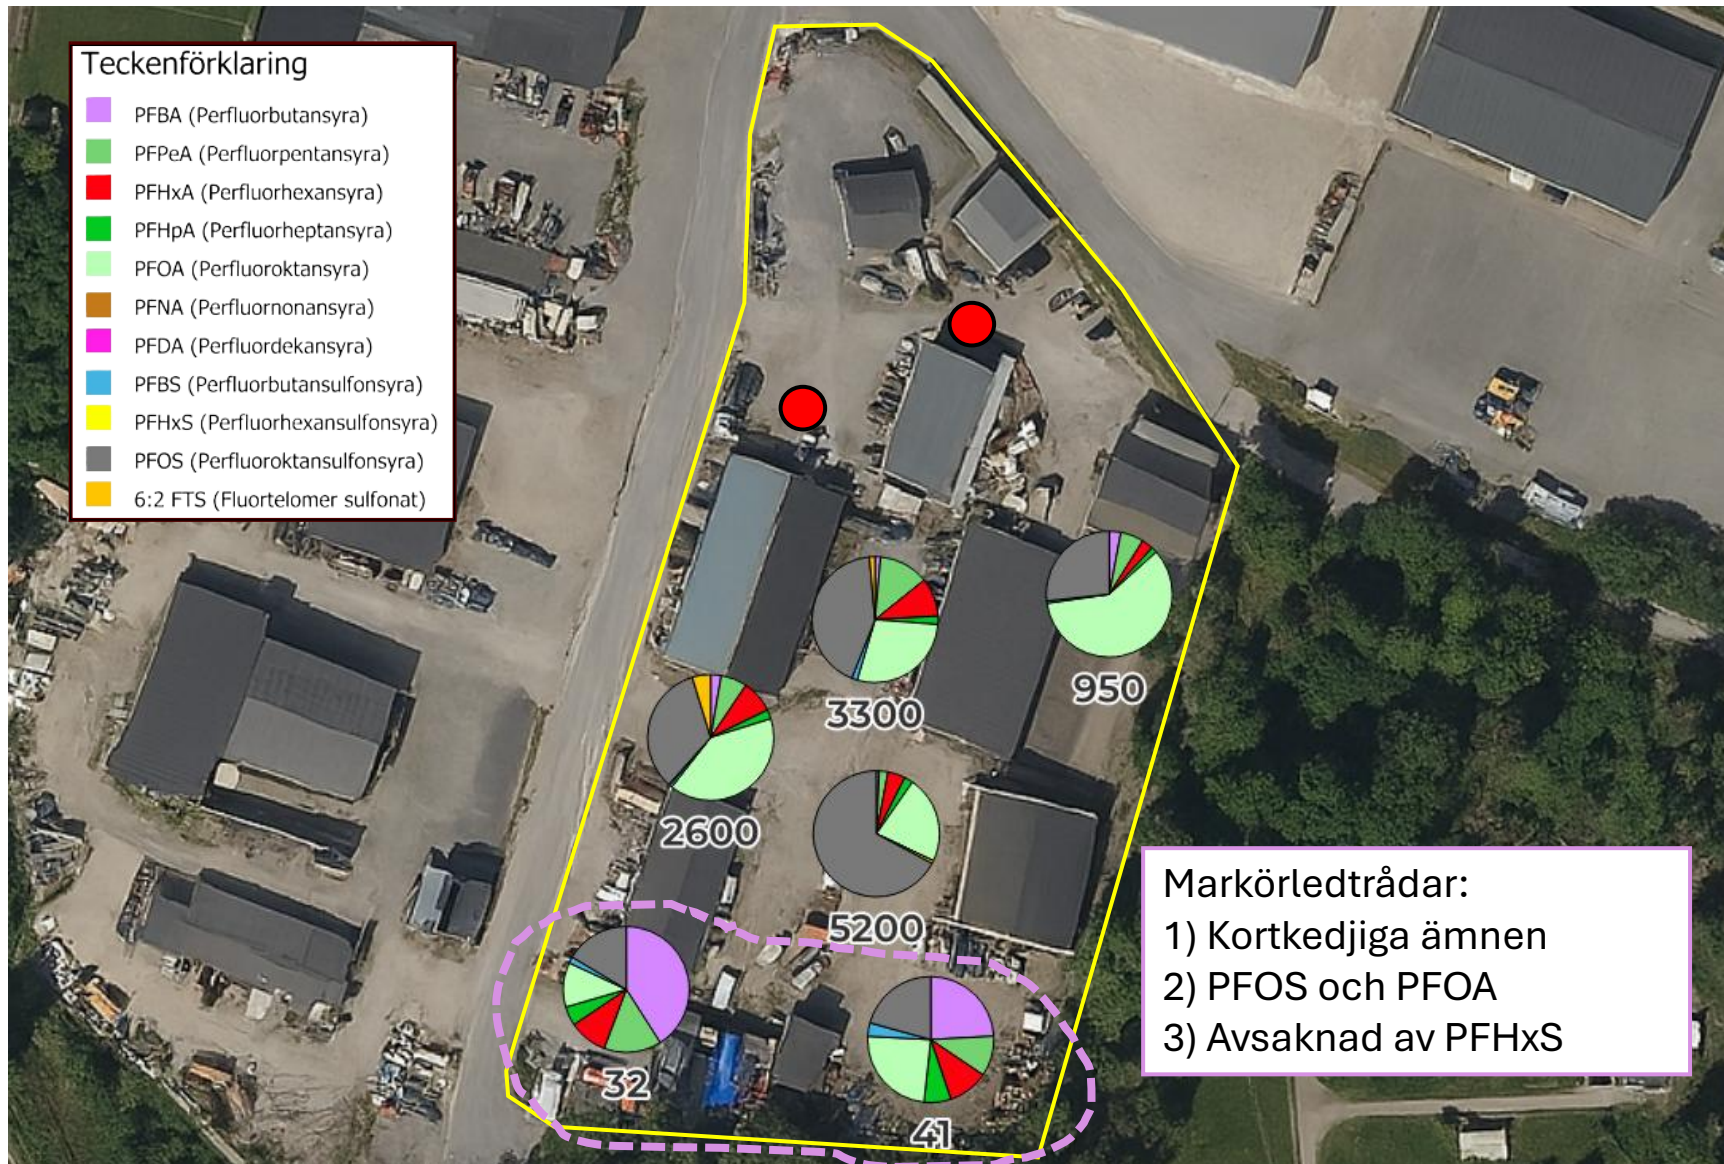 Teckenförklaring
PFBA (Perfluorbutansyra)
PFPeA (Perfluorpentansyra)
PFHxA (Perfluorhexansyra)
PFHpA (Perfluorheptansyra)
PFOA (Perfluoroktansyra)
PFNA (Perfluornonansyra)
PFDA (Perfluordekansyra)
PFBS (Perfluorbutansulfonsyra)
PFHxS (Perfluorhexansulfonsyra)
PFOS (Perfluoroktansulfonsyra)
6:2 FTS (Fluortelomer sulfonat)
950
3300
2600
5200
32
41
Markörledtrådar:
1) Kortkedjiga ämnen
2) PFOS och PFOA
3) Avsaknad av PFHxS